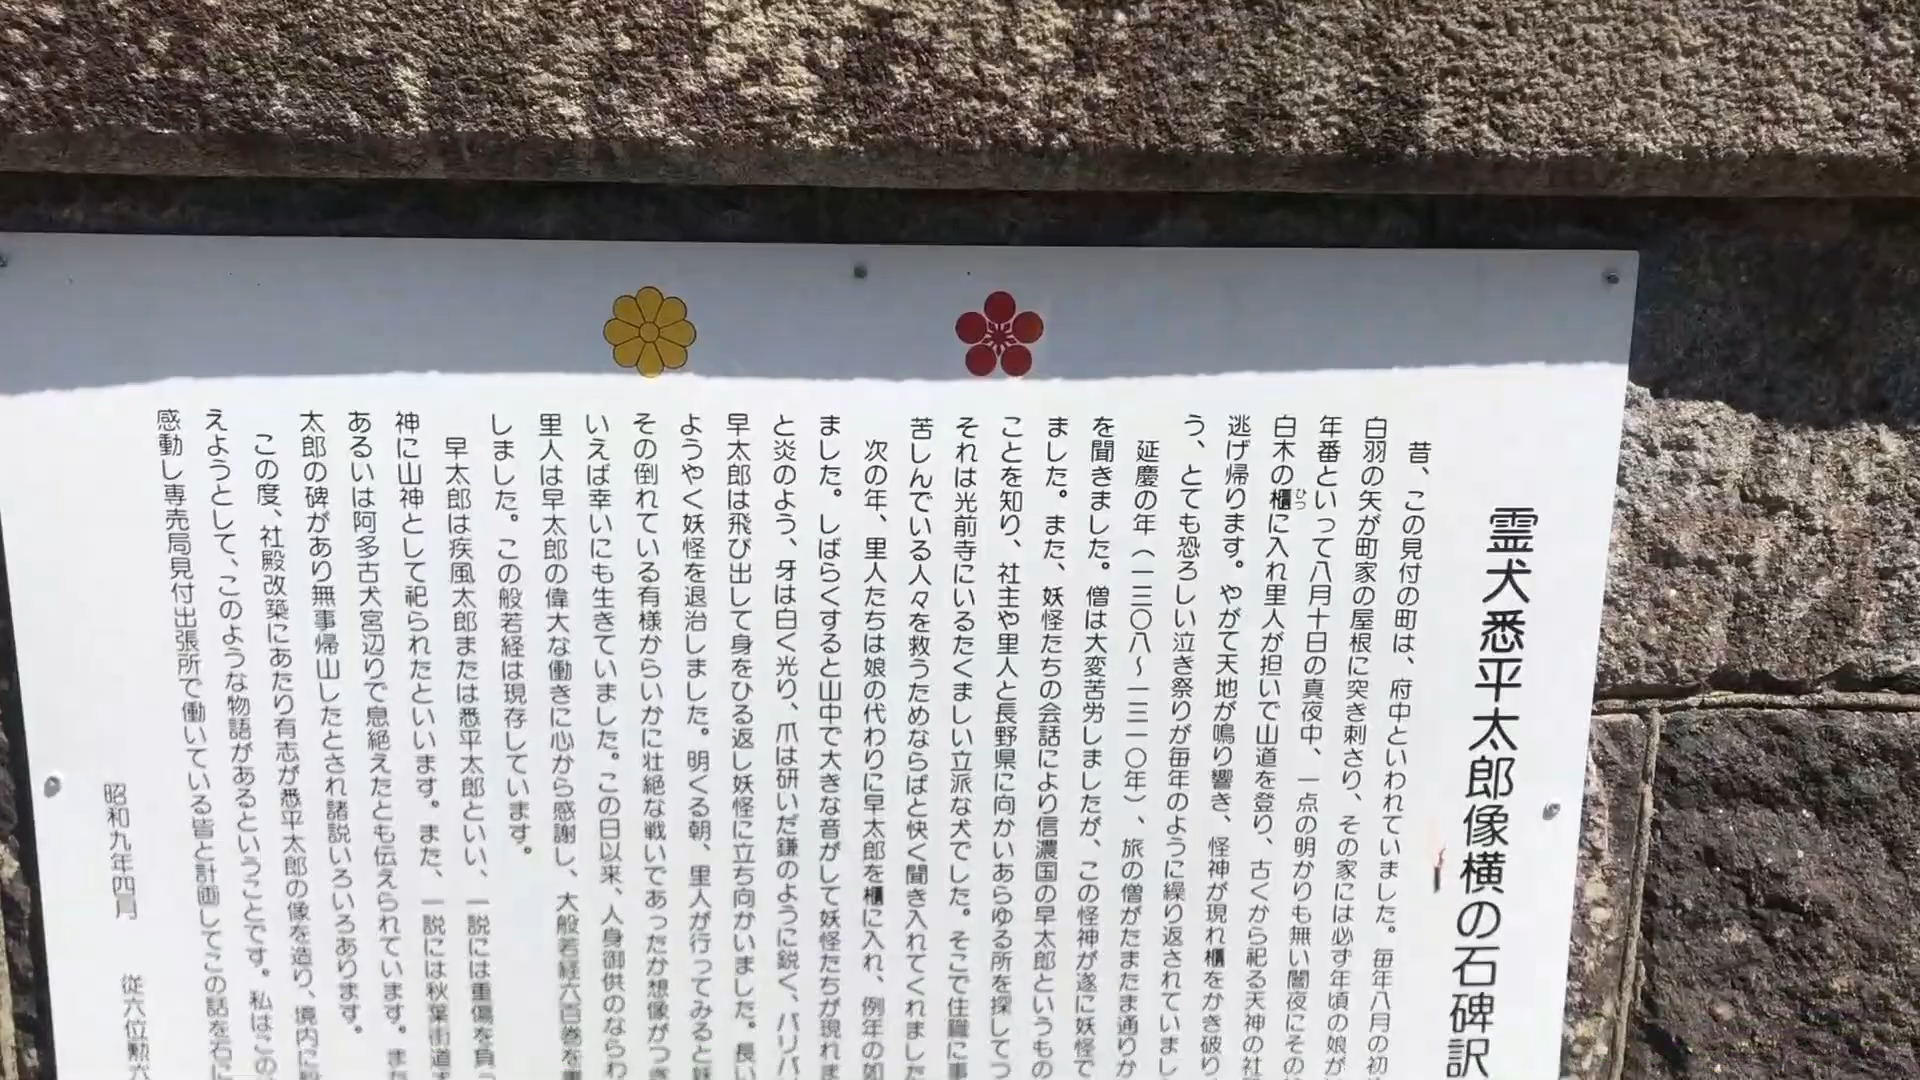 霊犬悉平太郎像横の石碑訳
昔、この見付の町は、府中といわれていました。毎年八月の初
白羽の矢が町家の屋根に突き刺さり、その家には必ず年頃の娘が
年番といって八月十日の真夜中、一点の明かりも無い闇夜にその
白木の櫃に入れ里人が担いで山道を登り、古くから祀る天神の社
ひつ
逃げ帰ります。やがて天地が鳴り響き、怪神が現れ櫃をかき破り
う、とても恐ろしい泣き祭りが毎年のように繰り返されていまし
延慶の年(一三〇八~一三一〇年)、旅の僧がたまたま通りか
を聞きました。僧は大変苦労しましたが、この怪神が遂に妖怪で
ました。また、妖怪たちの会話により信濃国の早太郎というもの
ことを知り、社主や里人と長野県に向かいあらゆる所を探してつ
それは光前寺にいるたくましい立派な犬でした。そこで住職に事
苦しんでいる人々を救うためならばと快く聞き入れてくれました
次の年、里人たちは娘の代わりに早太郎を櫃に入れ、例年の如
ました。しばらくすると山中で大きな音がして妖怪たちが現れま
と炎のよう、牙は白く光り、爪は研いだ鎌のように鋭く、バリバ
早太郎は飛び出して身をひる返し妖怪に立ち向かいました。長い
ようやく妖怪を退治しました。明くる朝、里人が行ってみると妖
その倒れている有様からいかに壮絶な戦いであったか想像がつき
いえば幸いにも生きていました。この日以来、人身御供のならわ
里人は早太郎の偉大な働きに心から感謝し、大般若経六百巻を
しました。この般若経は現存しています。
早太郎は疾風太郎または悉平太郎といい、一説には重傷を負
神に山神として祀られたといいます。また、一説には秋葉街道
あるいは阿多古犬宮辺りで息絶えたとも伝えられています。また
太郎の碑があり無事帰山したとされ諸説いろいろあります。
この度、社殿改築にあたり有志が悉平太郎の像を造り、境内に
えようとして、このような物語があるということです。私はこの
感動し専売局見付出張所で働いている皆と計画してこの話を石に
昭和九年四月 従六位勲六